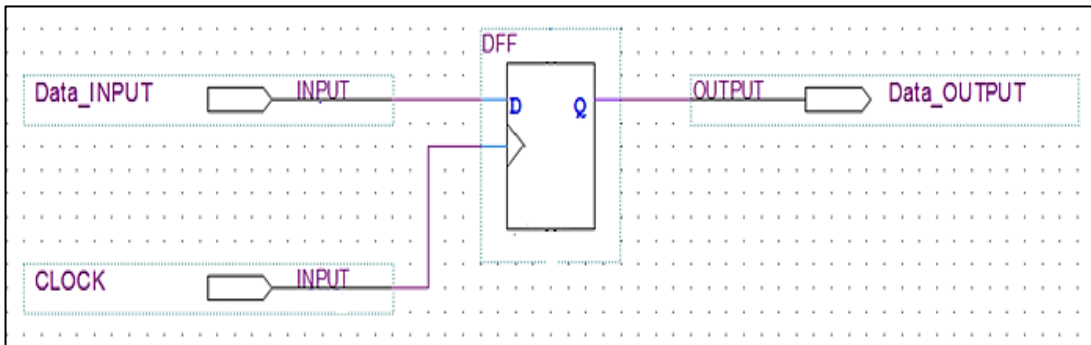 DFF
Data_INPUT INPUT D Q OUTPUT Data_OUTPUT
CLOCK INPUT